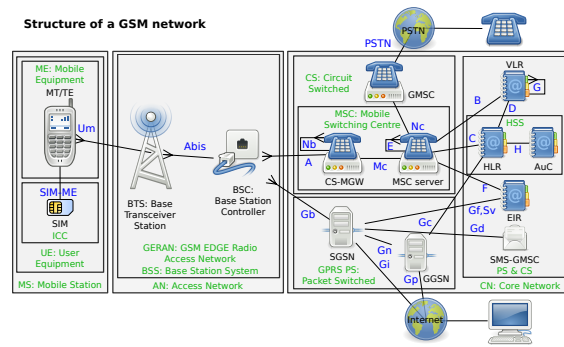 Structure of a GSM network
PSTN
PSTN
ME: Mobile
Equipment
MT/TE
Um
SIM-ME
SIM
ICC
UE: User
Equipment
MS: Mobile Station
Abis
BTS: Base
Transceiver
Station
BSC:
Base Station
Controller
GERAN: GSM EDGE Radio
Access Network
BSS: Base Station System
AN: Access Network
CS: Circuit
Switched
GMSC
MSC: Mobile
Switching Centre
Nc
Nb
E
A
Mc
CS-MGW
MSC server
Gb
SGSN
GPRS PS:
Packet Switched
Gn
Gi
Gc
Gp
GGSN
VLR
G
B
D
HSS
C
H
HLR
AuC
F
Gf,Sv
EIR
Gd
SMS-GMSC
PS & CS
CN: Core Network
Internet